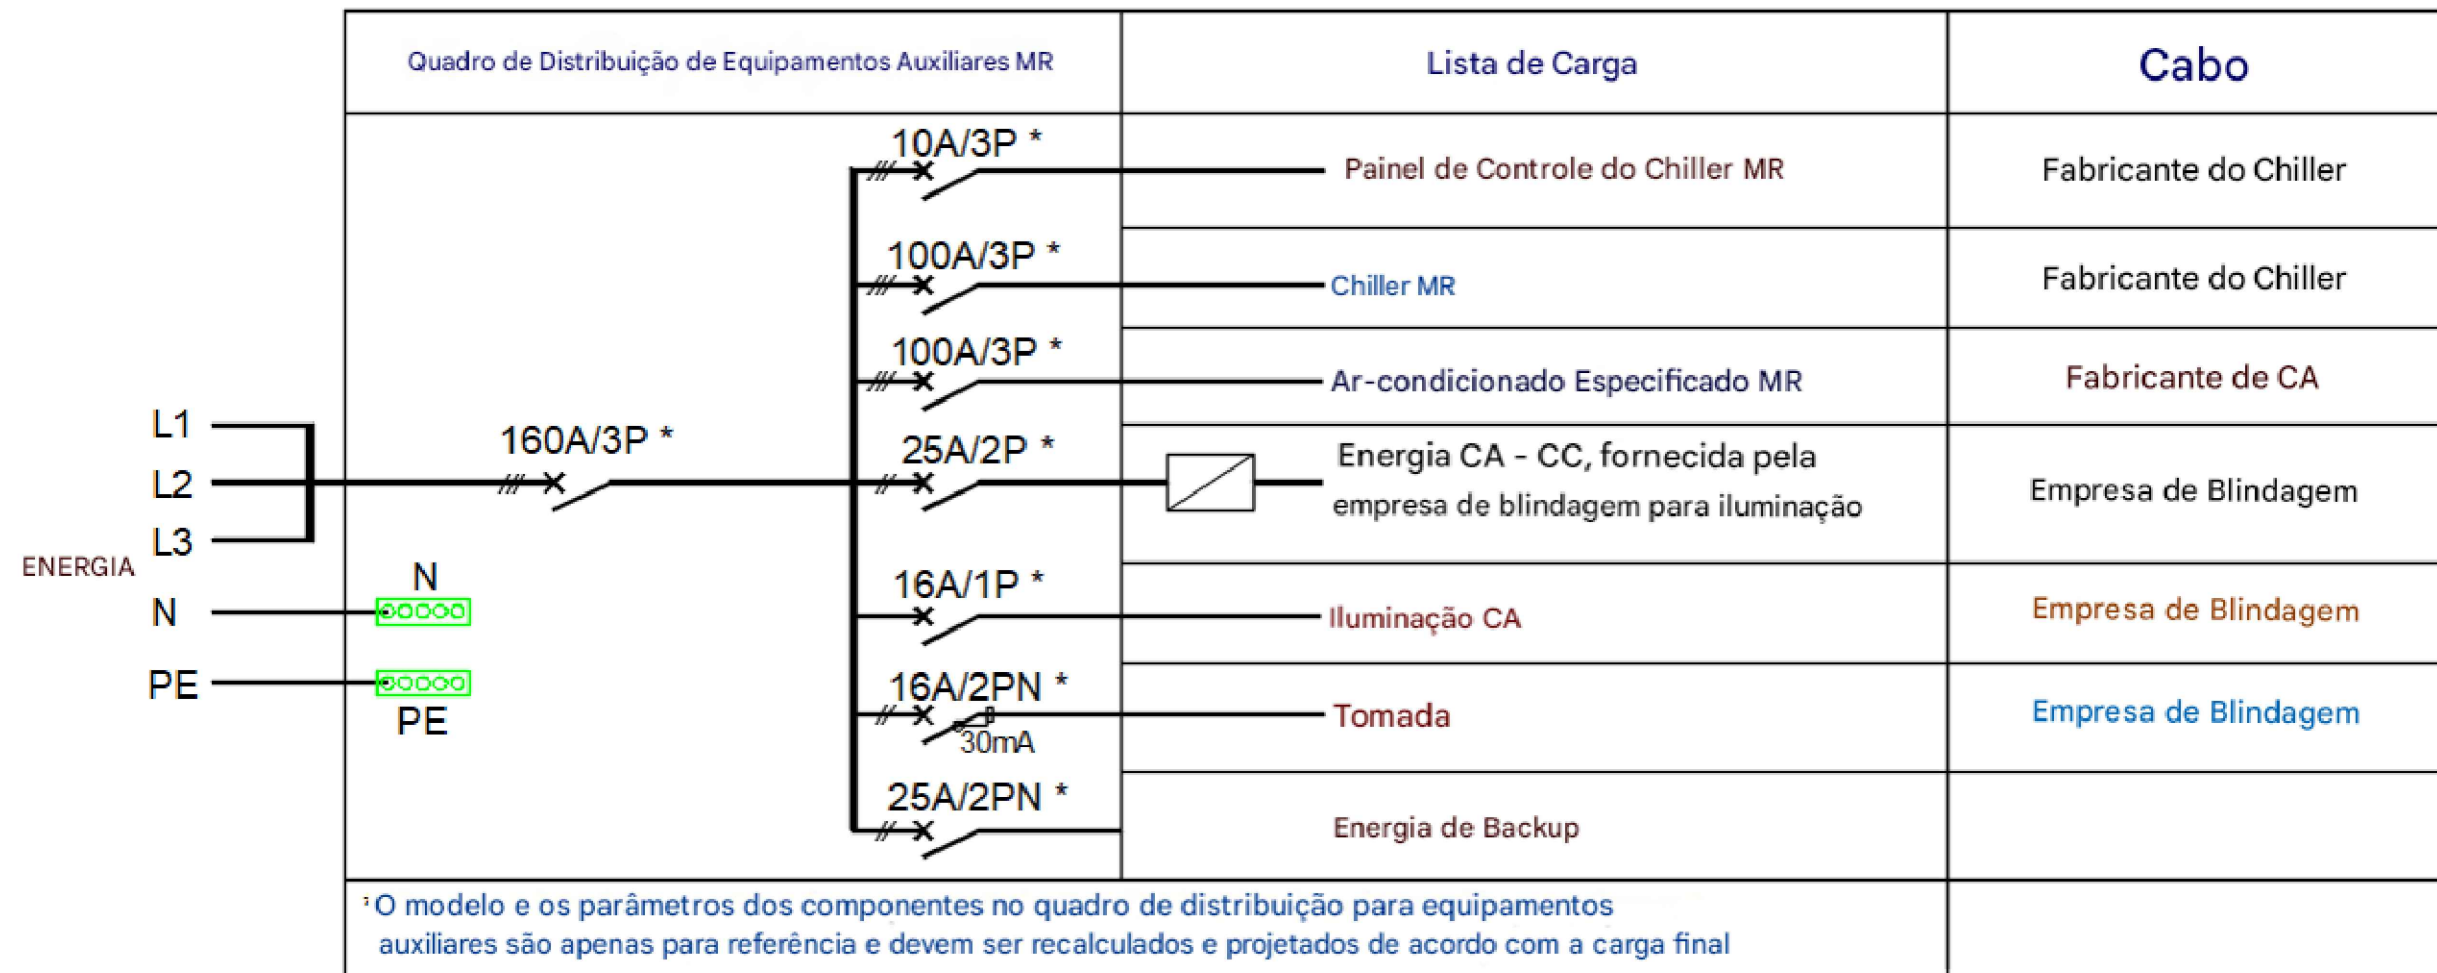 Quadro de Distribuição de Equipamentos Auxiliares MR
Lista de Carga
Cabo
10A/3P *
Painel de Controle do Chiller MR
Fabricante do Chiller
100A/3P *
Chiller MR
Fabricante do Chiller
100A/3P *
Ar-condicionado Especificado MR
Fabricante de CA
L1
L2
L3
ENERGIA
N
PE
160A/3P *
N
PE
25A/2P *
Energia CA - CC, fornecida pela
empresa de blindagem para iluminação
Empresa de Blindagem
16A/1P *
Iluminação CA
Empresa de Blindagem
16A/2PN *
30mA
Tomada
Empresa de Blindagem
25A/2PN *
Energia de Backup
*O modelo e os parâmetros dos componentes no quadro de distribuição para equipamentos
auxiliares são apenas para referência e devem ser recalculados e projetados de acordo com a carga final